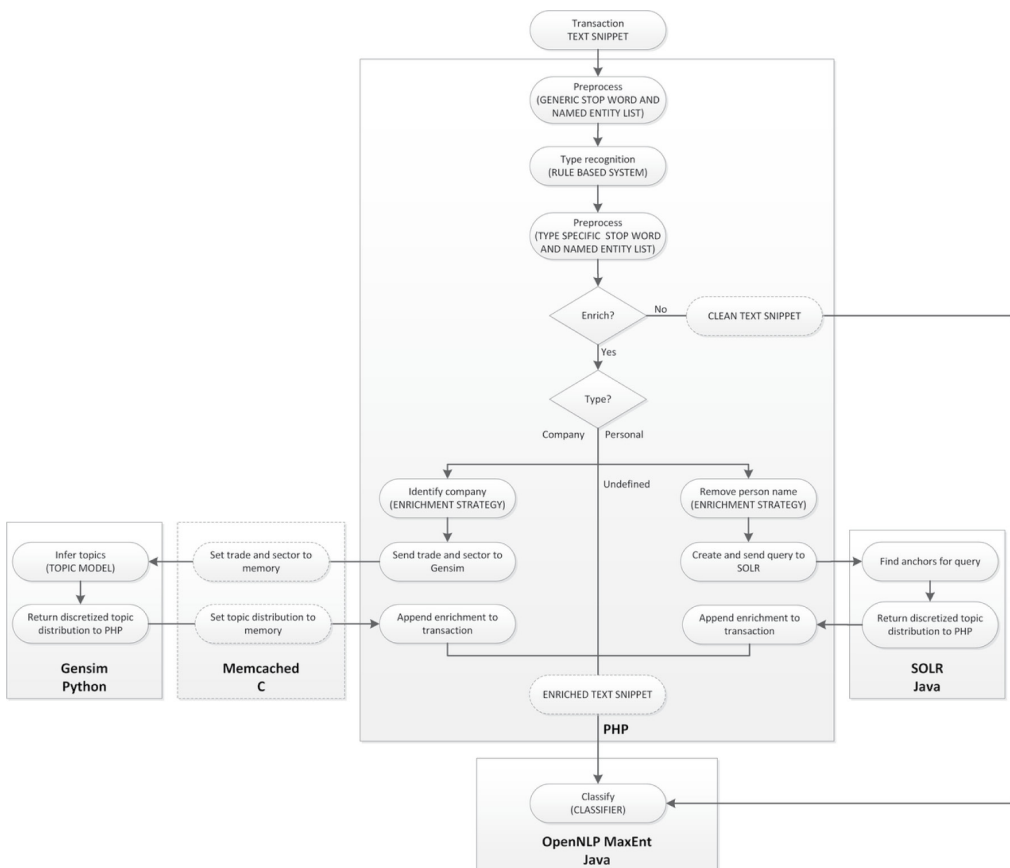 Transaction
TEXT SNIPPET
Preprocess
(GENERIC STOP WORD AND
NAMED ENTITY LIST)
Type recognition
(RULE BASED SYSTEM)
Preprocess
(TYPE SPECIFIC STOP WORD
AND NAMED ENTITY LIST)
Enrich?
No
CLEAN TEXT SNIPPET
Yes
Type?
Company
Personal
Undefined
Identify company
(ENRICHMENT STRATEGY)
Remove person name
(ENRICHMENT STRATEGY)
Infer topics
(TOPIC MODEL)
Set trade and sector to
memory
Send trade and sector to
Gensim
Create and send query to
SOLR
Find anchors for query
Return discretized topic
distribution to PHP
Set topic distribution to
memory
Append enrichment to
transaction
Append enrichment to
transaction
Return discretized topic
distribution to PHP
Gensim
Python
Memcached
C
SOLR
Java
ENRICHED TEXT SNIPPET
PHP
Classify
(CLASSIFIER)
OpenNLP MaxEnt
Java